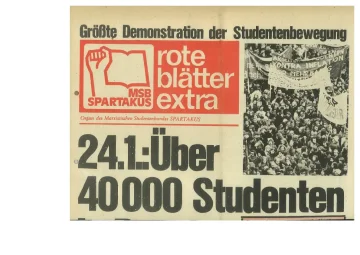 Größte Demonstration der Studentenbewegung
MSB
SPARTAKUS
rote
blätter
extra
Organ des Marxistischen Studentenbundes SPARTAKUS
24.1.:Über
40000 Studenten